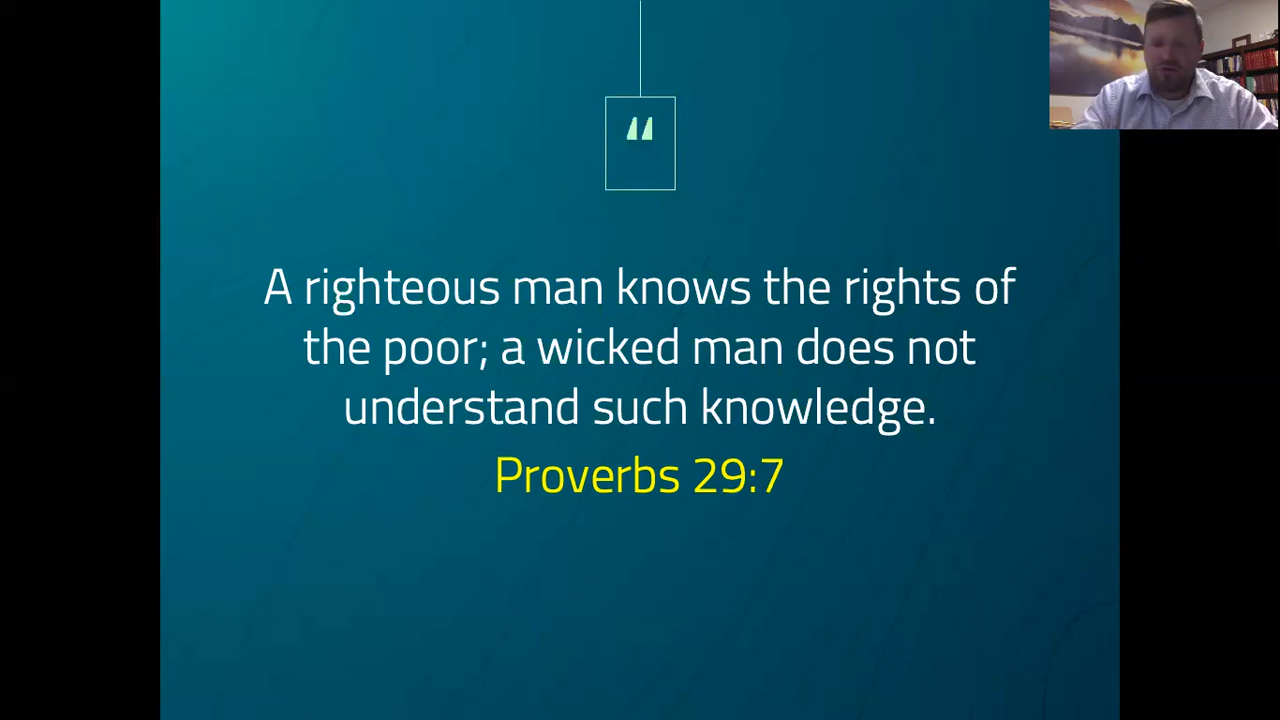 “
A righteous man knows the rights of
the poor; a wicked man does not
understand such knowledge.
Proverbs 29:7